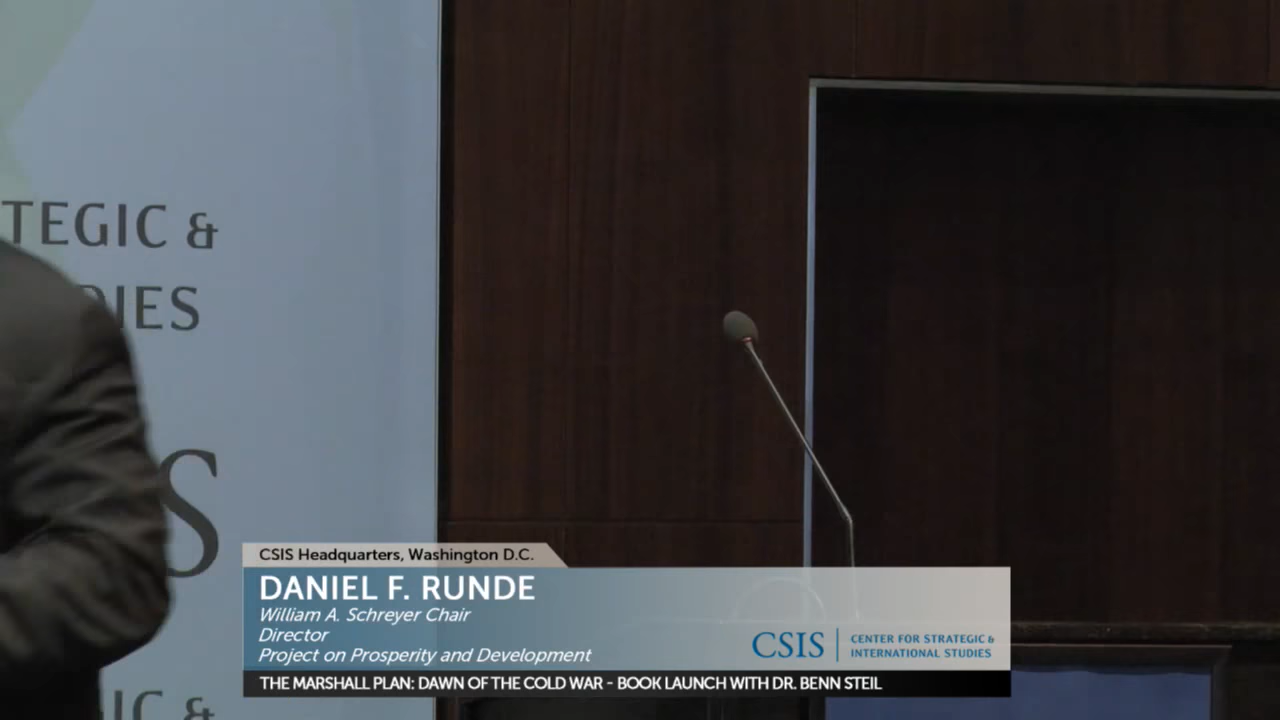 TEGIC &
DIES
S
CSIS Headquarters, Washington D.C.
DANIEL F. RUNDE
William A. Schreyer Chair
Director
Project on Prosperity and Development
CSIS
CENTER FOR STRATEGIC &
INTERNATIONAL STUDIES
THE MARSHALL PLAN: DAWN OF THE COLD WAR - BOOK LAUNCH WITH DR. BENN STEIL
IC &